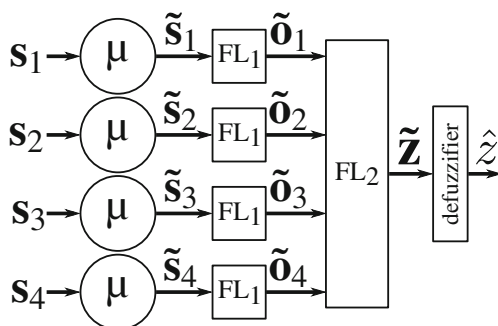 s₁ μ s̃₁ FL₁ õ₁
s₂ μ s̃₂ FL₁ õ₂
FL₂ z̃ defuzzifier ẑ
s₃ μ s̃₃ FL₁ õ₃
s₄ μ s̃₄ FL₁ õ₄